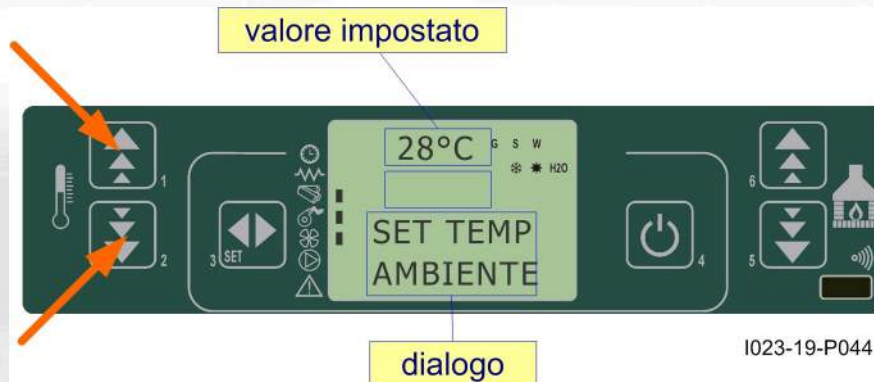 valore impostato
1
28°C
G S W
H2O
6
SET TEMP
AMBIENTE
2
3 SET
4
5
I023-19-P044
dialogo